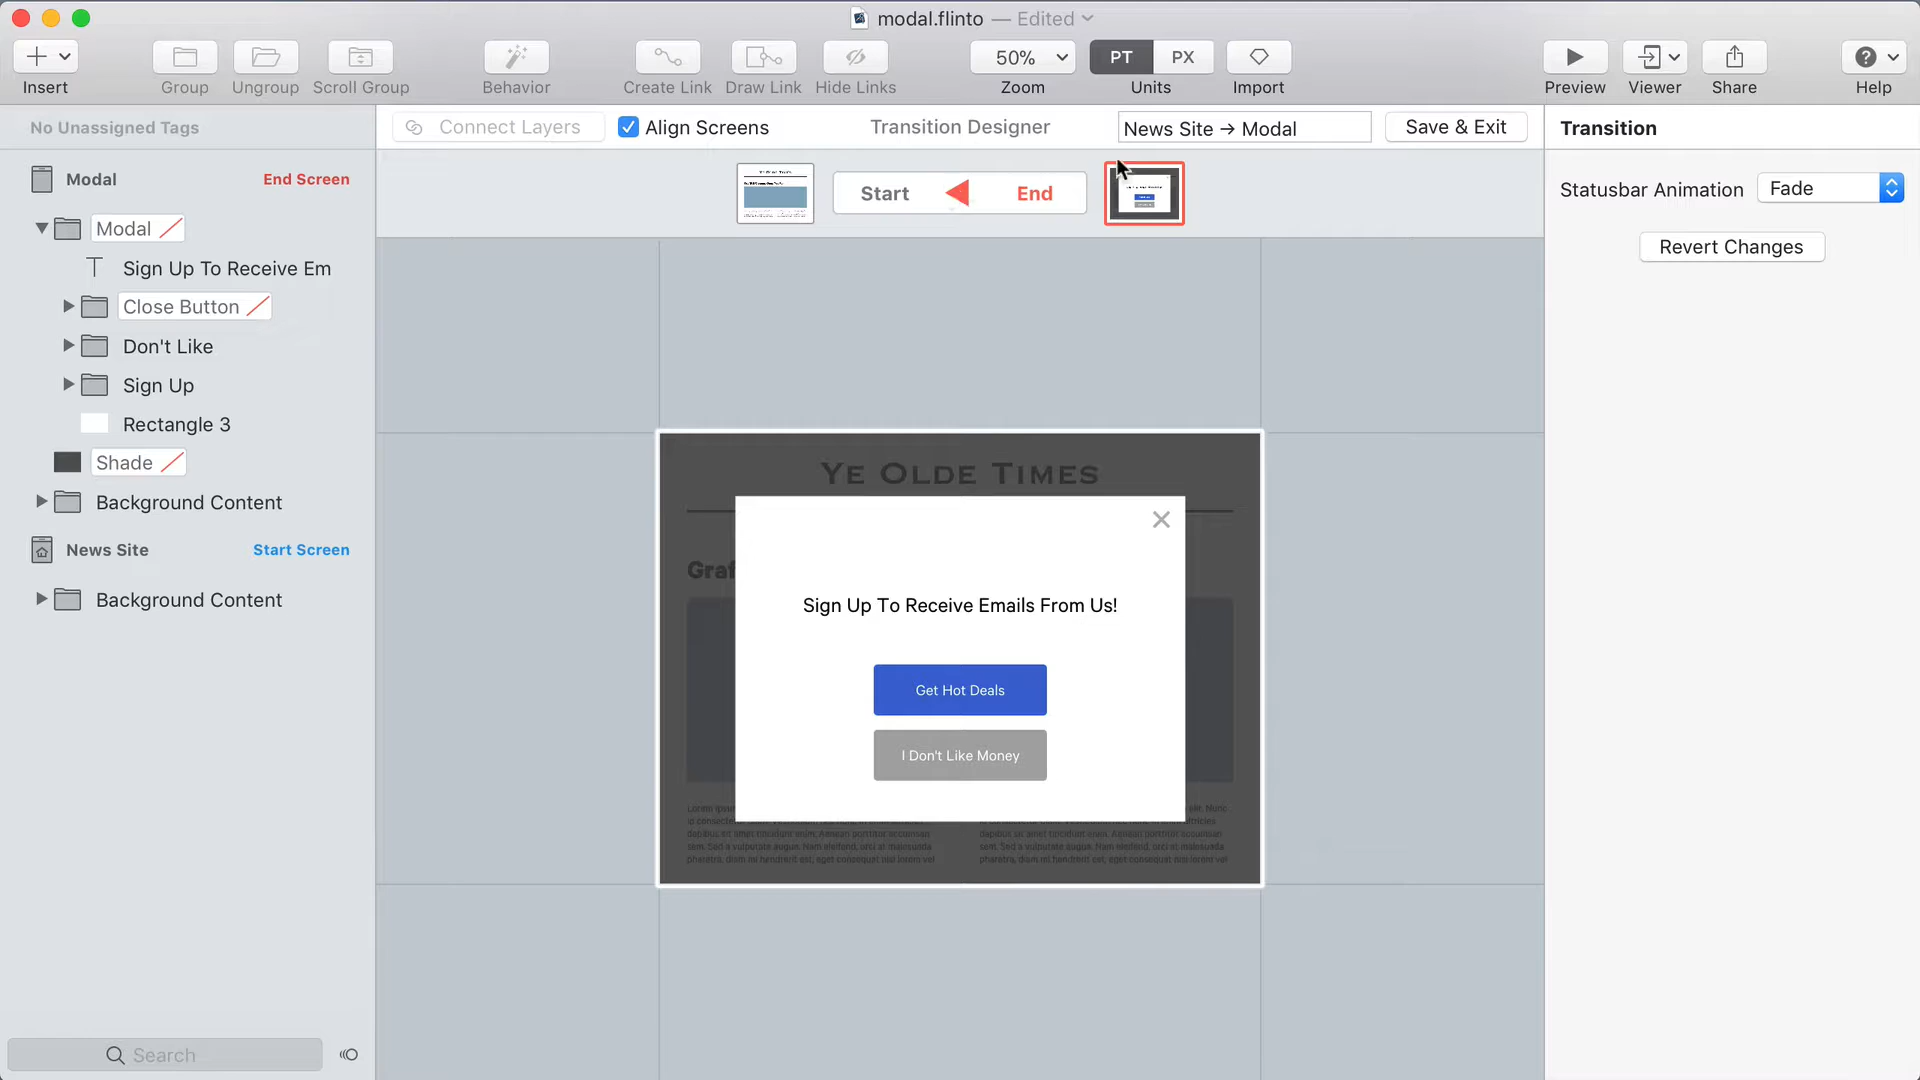 modal.flinto — Edited
Insert
Group
Ungroup
Scroll Group
Behavior
Create Link
Draw Link
Hide Links
50%
Zoom
PT
PX
Units
Import
Preview
Viewer
Share
Help
No Unassigned Tags
Connect Layers
Align Screens
Transition Designer
News Site → Modal
Save & Exit
Transition
Modal
End Screen
Start
End
Statusbar Animation
Fade
Revert Changes
Modal
Sign Up To Receive Em
Close Button
Don't Like
Sign Up
Rectangle 3
Shade
Background Content
News Site
Start Screen
Background Content
Ye Olde Times
Graf
Sign Up To Receive Emails From Us!
Get Hot Deals
I Don't Like Money
Search